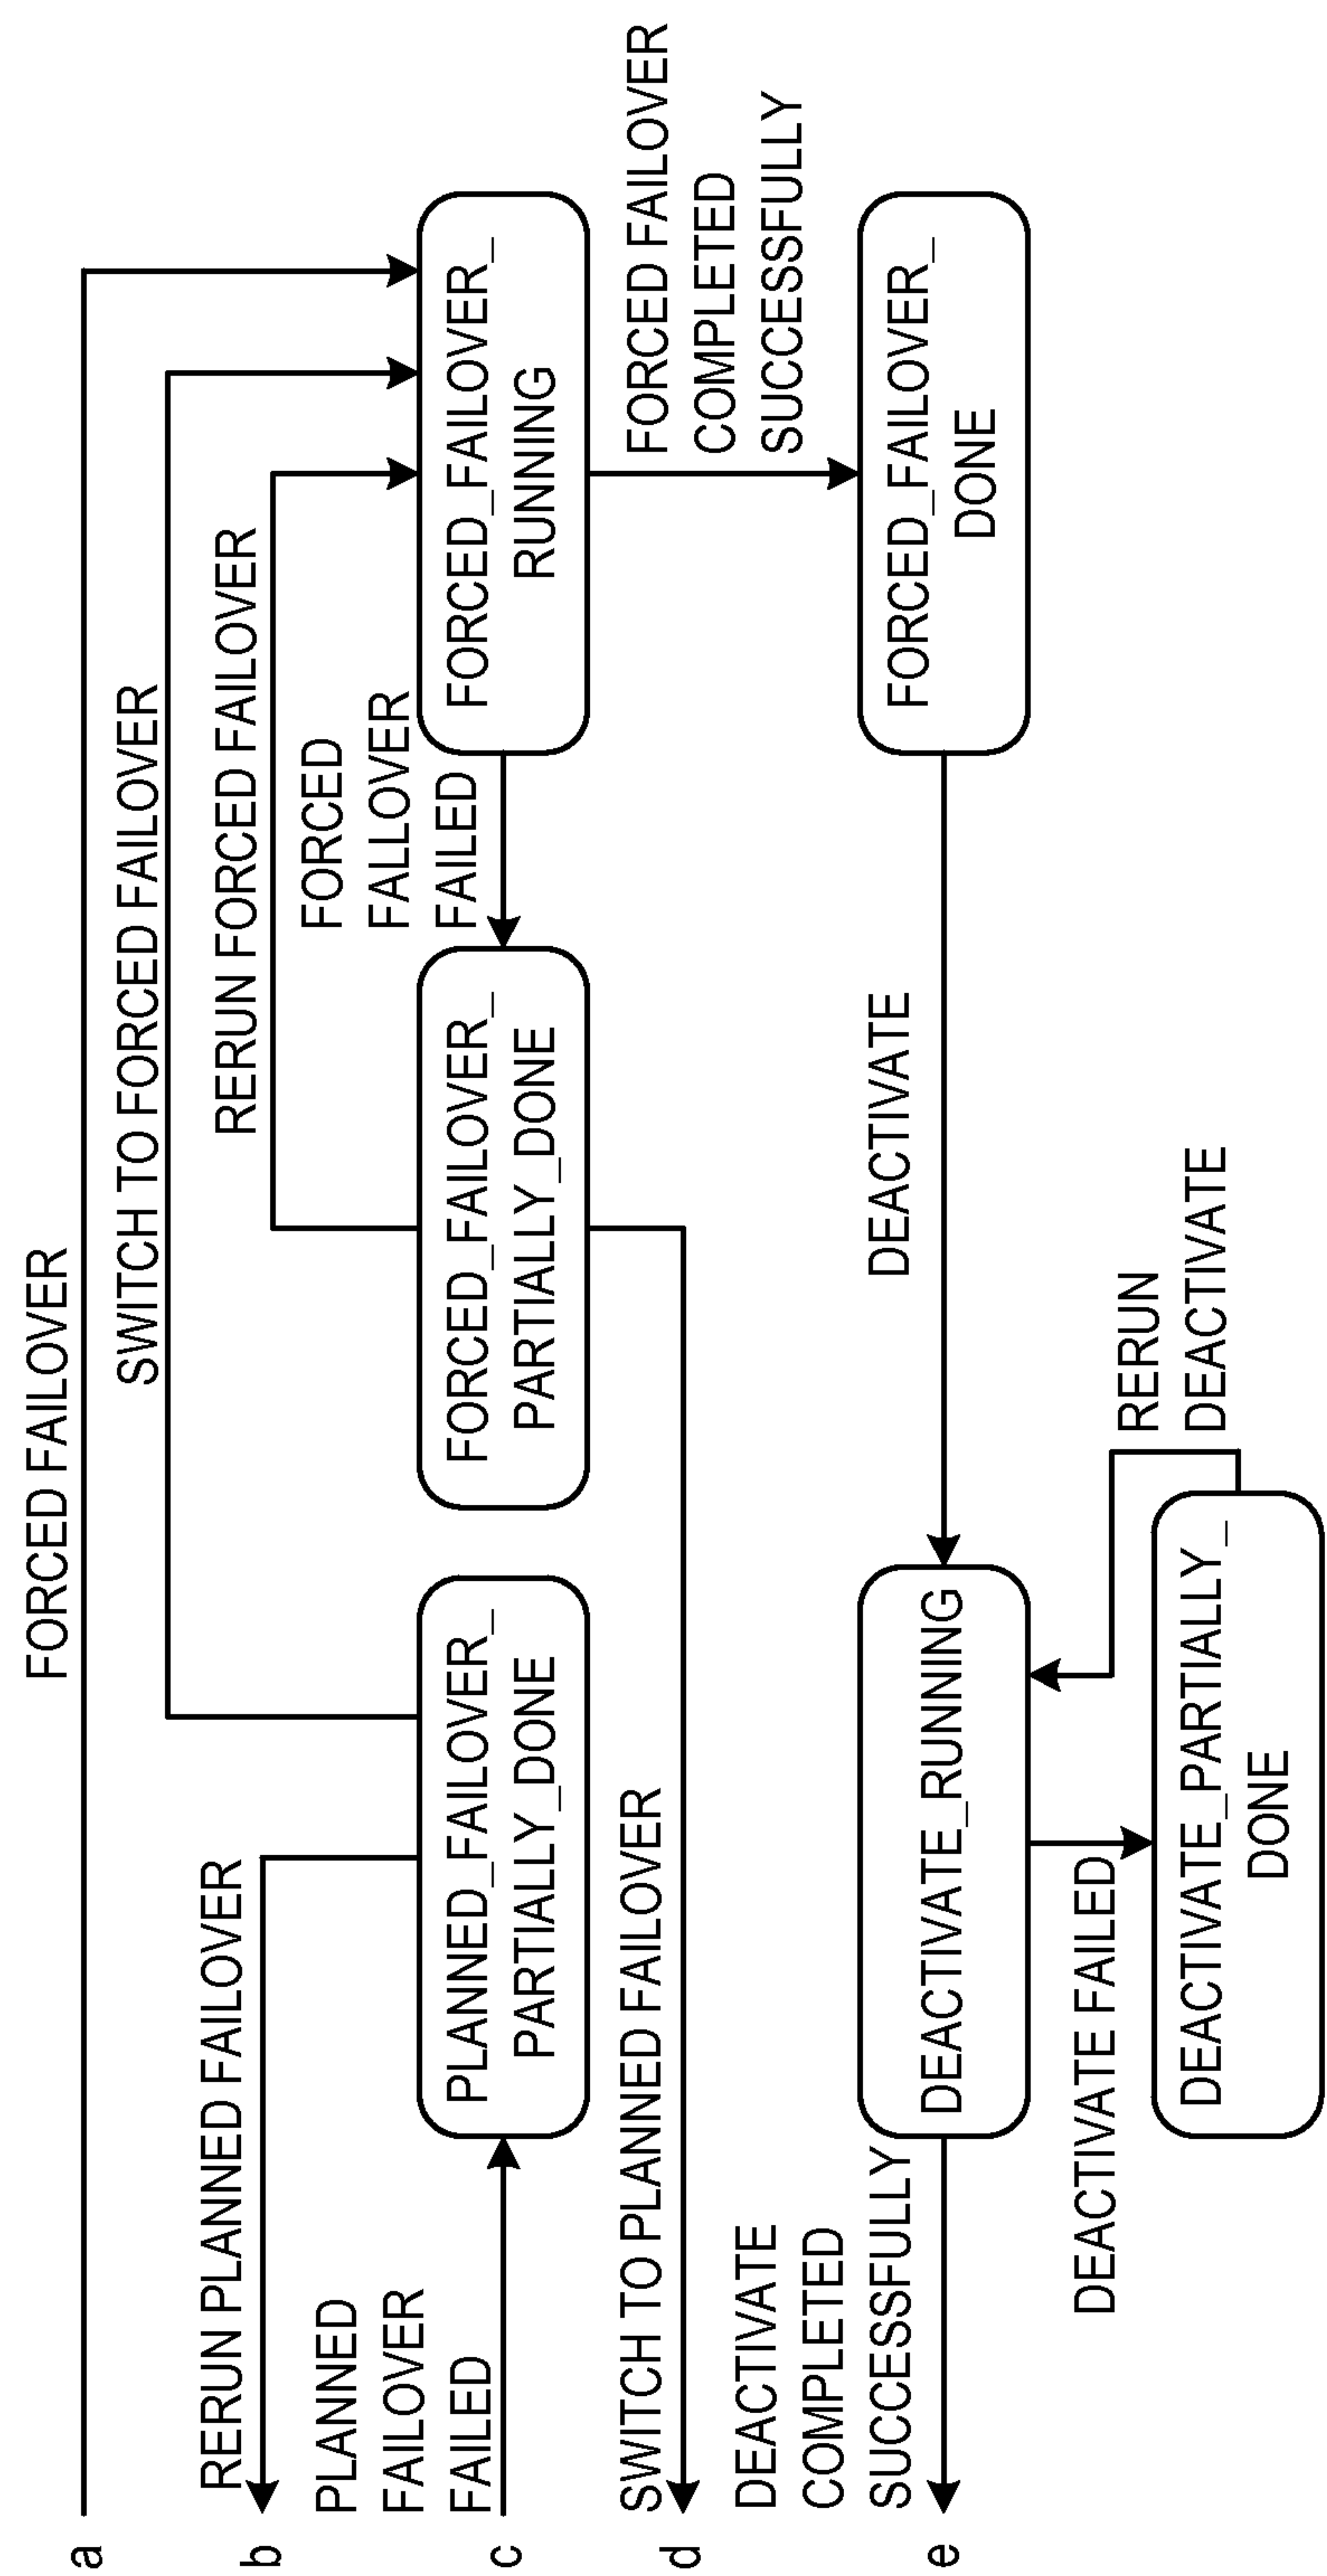 FORCED FAILOVER
a
SWITCH TO FORCED FAILOVER
RERUN PLANNED FAILOVER
b
RERUN FORCED FAILOVER
PLANNED
FAILOVER
FAILED
c
PLANNED_FAILOVER_
PARTIALLY_DONE
FORCED_FAILOVER_
PARTIALLY_DONE
FORCED
FALLOVER
FAILED
FORCED_FAILOVER_
RUNNING
SWITCH TO PLANNED FAILOVER
d
FORCED FAILOVER
COMPLETED
SUCCESSFULLY
DEACTIVATE
COMPLETED
SUCCESSFULLY
e
DEACTIVATE_RUNNING
DEACTIVATE
FORCED_FAILOVER_
DONE
DEACTIVATE FAILED
RERUN
DEACTIVATE
DEACTIVATE_PARTIALLY_
DONE